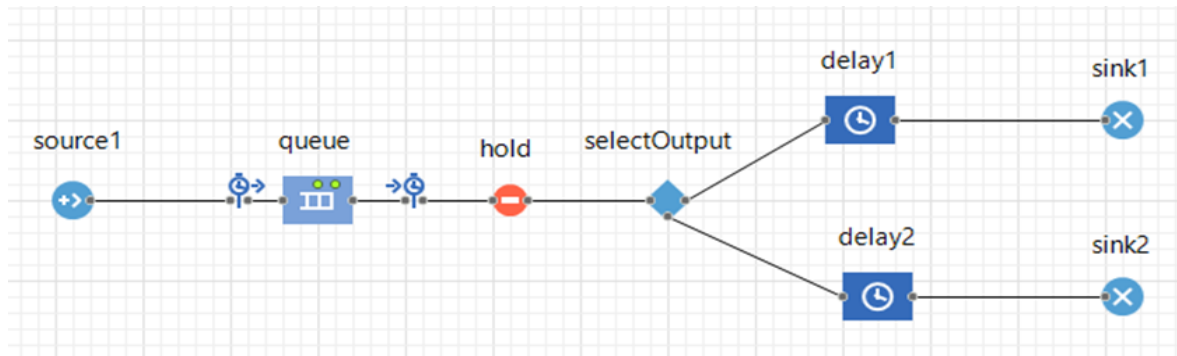 source1
queue
hold
selectOutput
delay1
sink1
delay2
sink2